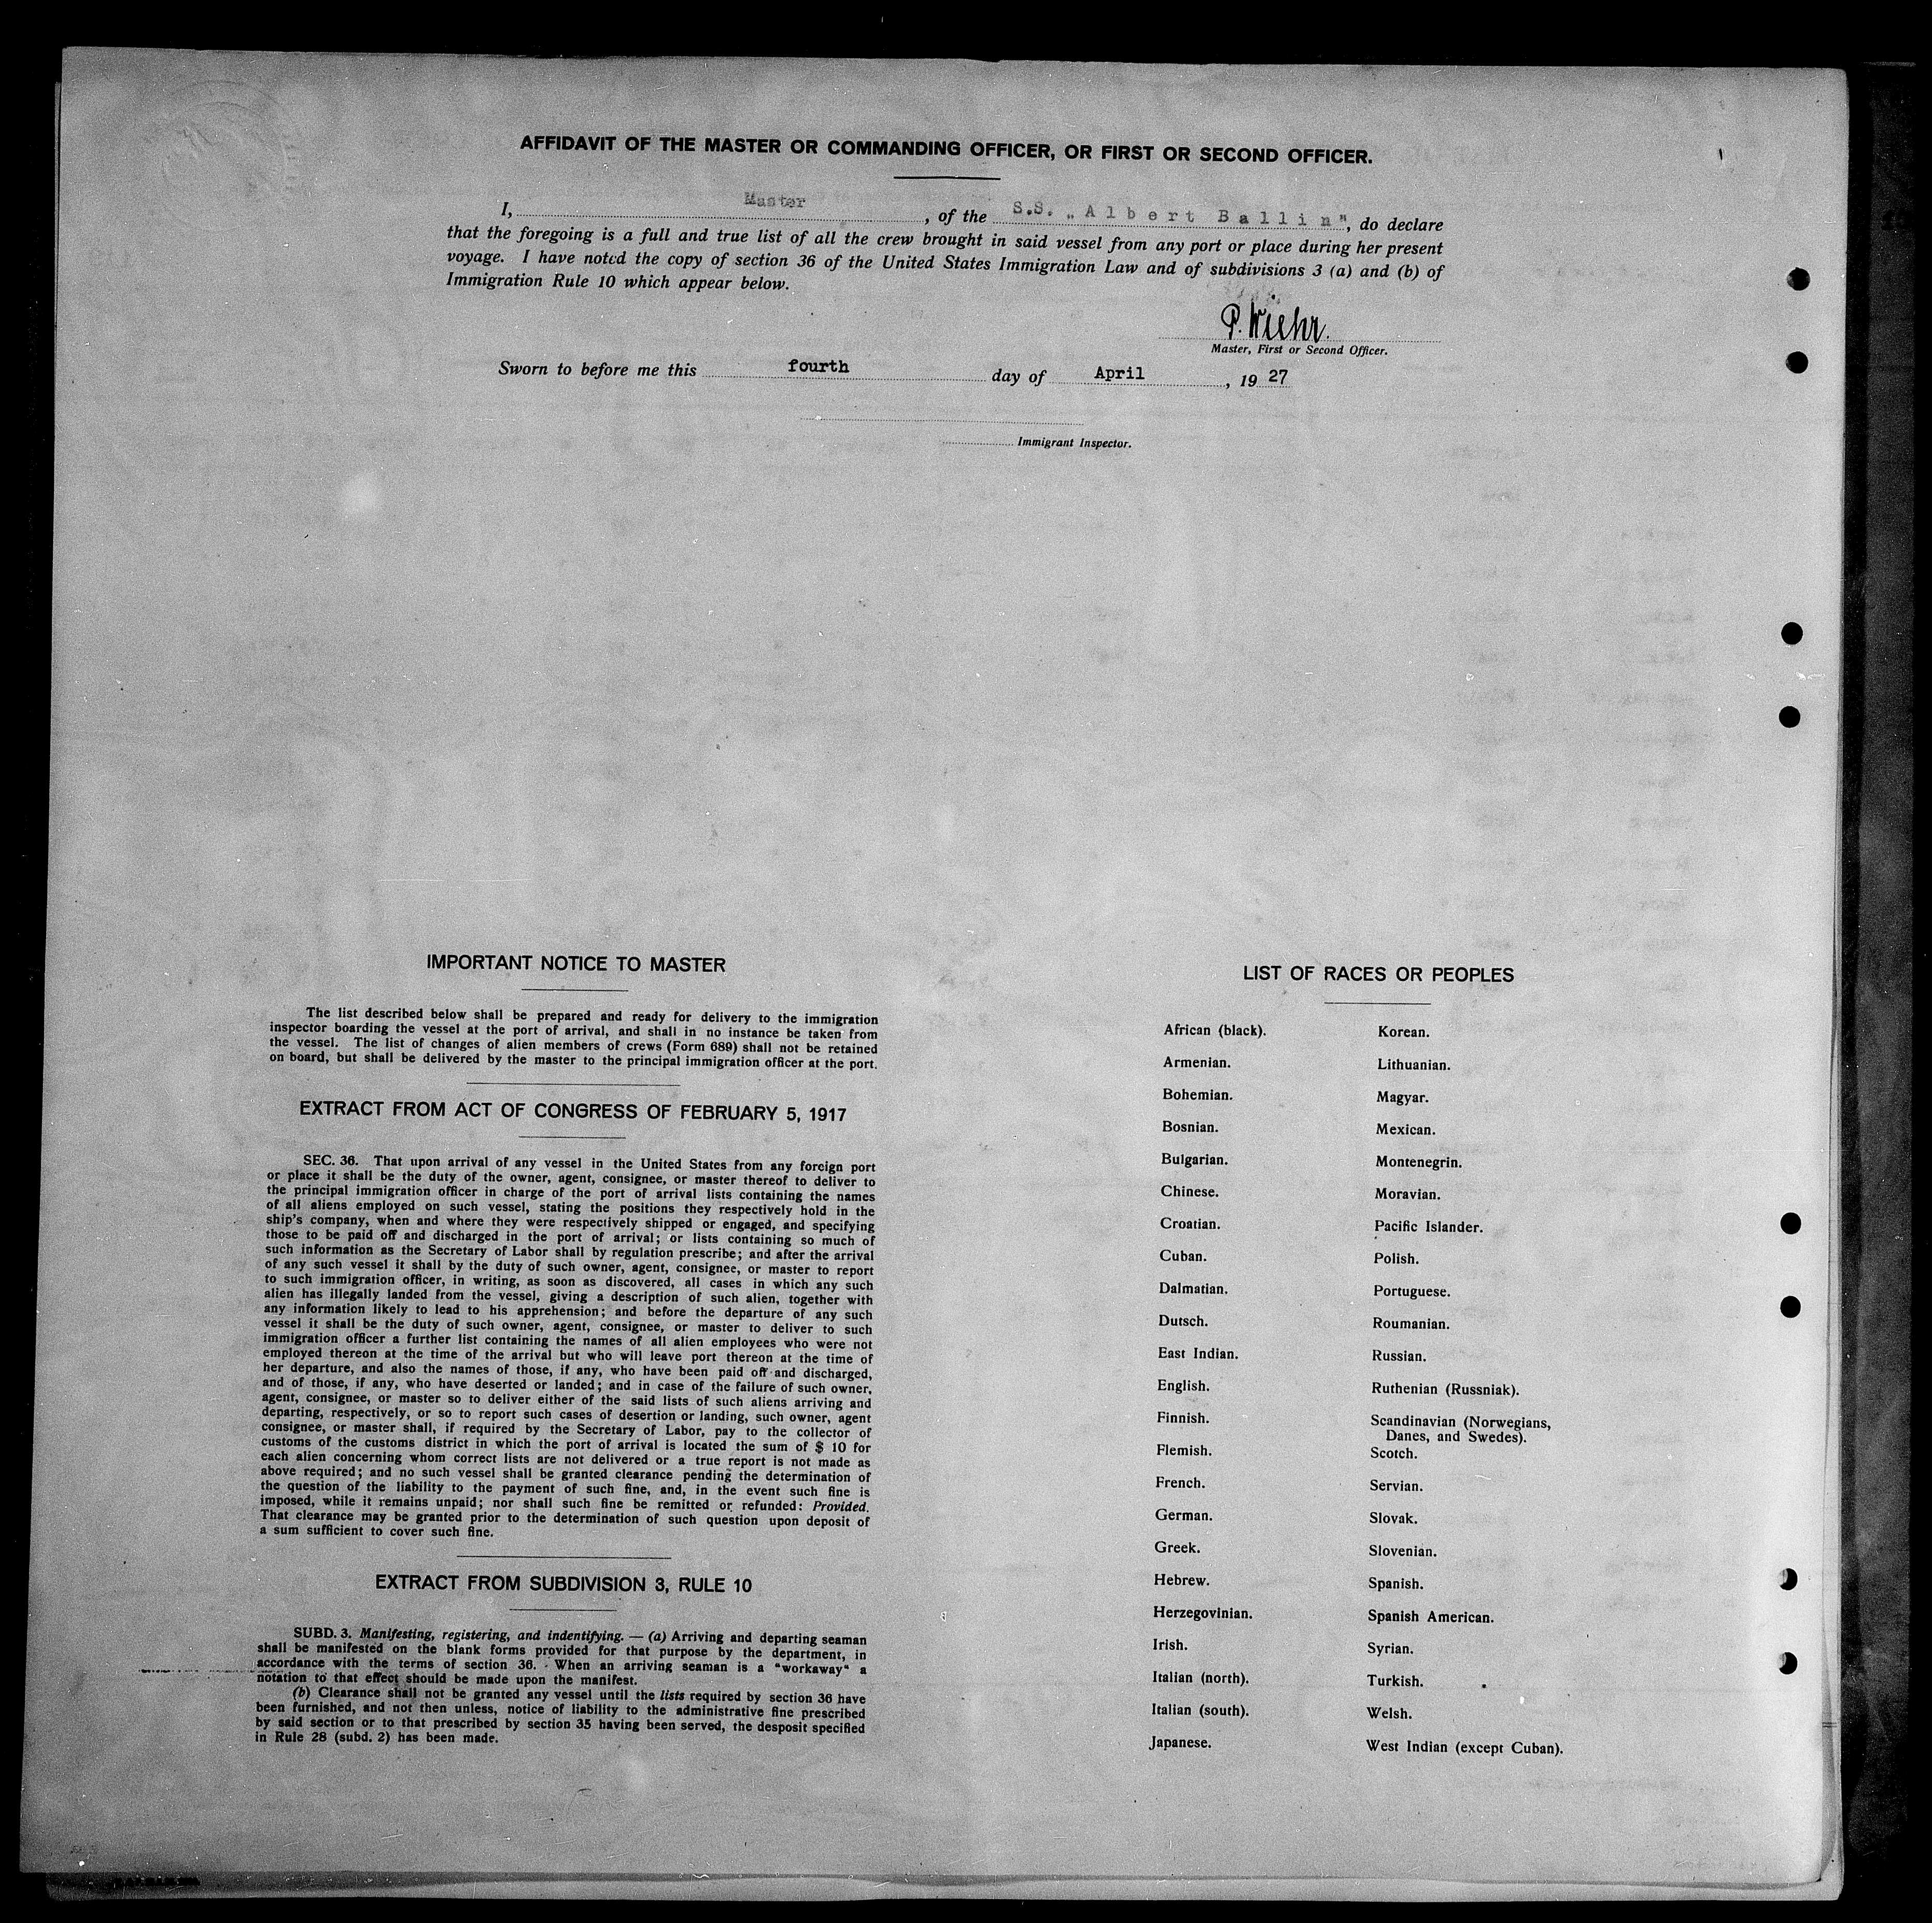 AFFIDAVIT OF THE MASTER OR COMMANDING OFFICER, OR FIRST OR SECOND OFFICER.
I, Master, of the S.S. „Albert Ballin", do declare
that the foregoing is a full and true list of all the crew brought in said vessel from any port or place during her present
voyage. I have noted the copy of section 36 of the United States Immigration Law and of subdivisions 3 (a) and (b) of
Immigration Rule 10 which appear below.
P. Wiehr.
Master, First or Second Officer.
Sworn to before me this fourth day of April, 19 27
Immigrant Inspector.
IMPORTANT NOTICE TO MASTER
The list described below shall be prepared and ready for delivery to the immigration
inspector boarding the vessel at the port of arrival, and shall in no instance be taken from
the vessel. The list of changes of alien members of crews (Form 689) shall not be retained
on board, but shall be delivered by the master to the principal immigration officer at the port.
EXTRACT FROM ACT OF CONGRESS OF FEBRUARY 5, 1917
SEC. 36. That upon arrival of any vessel in the United States from any foreign port
or place it shall be the duty of the owner, agent, consignee, or master thereof to deliver to
the principal immigration officer in charge of the port of arrival lists containing the names
of all aliens employed on such vessel, stating the positions they respectively hold in the
ship's company, when and where they were respectively shipped or engaged, and specifying
those to be paid off and discharged in the port of arrival; or lists containing so much of
such information as the Secretary of Labor shall by regulation prescribe; and after the arrival
of any such vessel it shall by the duty of such owner, agent, consignee, or master to report
to such immigration officer, in writing, as soon as discovered, all cases in which any such
alien has illegally landed from the vessel, giving a description of such alien, together with
any information likely to lead to his apprehension; and before the departure of any such
vessel it shall be the duty of such owner, agent, consignee, or master to deliver to such
immigration officer a further list containing the names of all alien employees who were not
employed thereon at the time of the arrival but who will leave port thereon at the time of
her departure, and also the names of those, if any, who have been paid off and discharged,
and of those, if any, who have deserted or landed; and in case of the failure of such owner,
agent, consignee, or master so to deliver either of the said lists of such aliens arriving and
departing, respectively, or so to report such cases of desertion or landing, such owner, agent
consignee, or master shall, if required by the Secretary of Labor, pay to the collector of
customs of the customs district in which the port of arrival is located the sum of $ 10 for
each alien concerning whom correct lists are not delivered or a true report is not made as
above required; and no such vessel shall be granted clearance pending the determination of
the question of the liability to the payment of such fine, and, in the event such fine is
imposed, while it remains unpaid; nor shall such fine be remitted or refunded: Provided.
That clearance may be granted prior to the determination of such question upon deposit of
a sum sufficient to cover such fine.
EXTRACT FROM SUBDIVISION 3, RULE 10
SUBD. 3. Manifesting, registering, and indentifying. — (a) Arriving and departing seaman
shall be manifested on the blank forms provided for that purpose by the department, in
accordance with the terms of section 36. When an arriving seaman is a "workaway" a
notation to that effect should be made upon the manifest.
(b) Clearance shall not be granted any vessel until the lists required by section 36 have
been furnished, and not then unless, notice of liability to the administrative fine prescribed
by said section or to that prescribed by section 35 having been served, the desposit specified
in Rule 28 (subd. 2) has been made.
LIST OF RACES OR PEOPLES
African (black).
Armenian.
Bohemian.
Bosnian.
Bulgarian.
Chinese.
Croatian.
Cuban.
Dalmatian.
Dutsch.
East Indian.
English.
Finnish.
Flemish.
French.
German.
Greek.
Hebrew.
Herzegovinian.
Irish.
Italian (north).
Italian (south).
Japanese.
Korean.
Lithuanian.
Magyar.
Mexican.
Montenegrin.
Moravian.
Pacific Islander.
Polish.
Portuguese.
Roumanian.
Russian.
Ruthenian (Russniak).
Scandinavian (Norwegians,
Danes, and Swedes).
Scotch.
Servian.
Slovak.
Slovenian.
Spanish.
Spanish American.
Syrian.
Turkish.
Welsh.
West Indian (except Cuban).